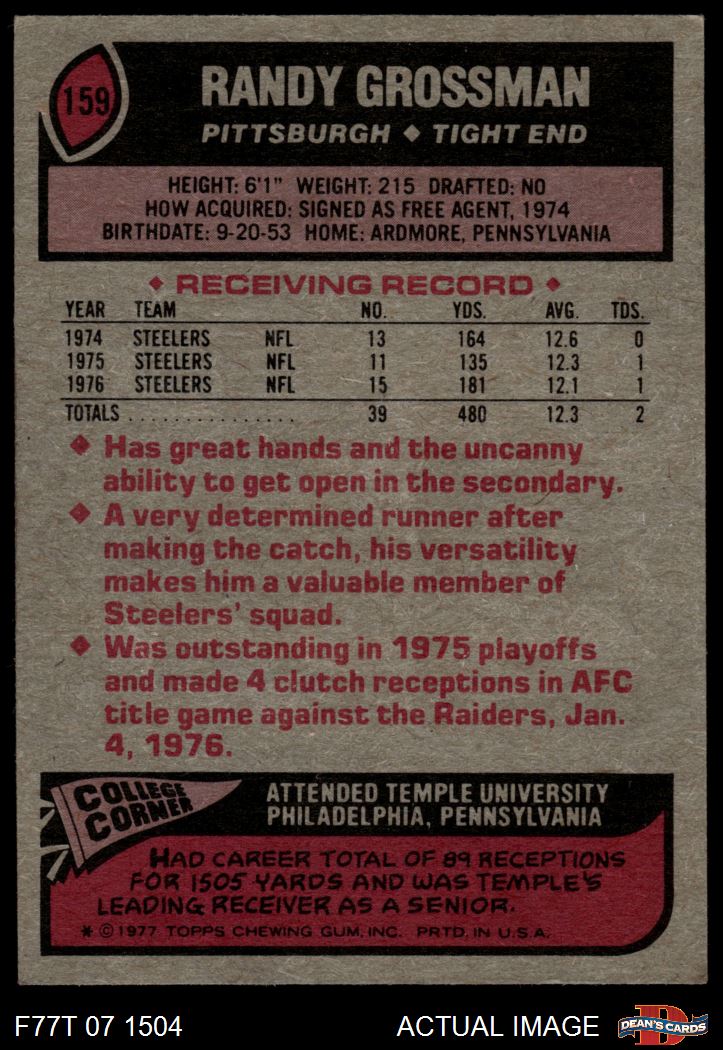 159
RANDY GROSSMAN
PITTSBURGH ◆ TIGHT END
HEIGHT: 6'1" WEIGHT: 215 DRAFTED: NO
HOW ACQUIRED: SIGNED AS FREE AGENT, 1974
BIRTHDATE: 9-20-53 HOME: ARDMORE, PENNSYLVANIA
◆ RECEIVING RECORD ◆
YEAR TEAM NO. YDS. AVG. TDS.
1974 STEELERS NFL 13 164 12.6 0
1975 STEELERS NFL 11 135 12.3 1
1976 STEELERS NFL 15 181 12.1 1
TOTALS . . . . . . . . . . . . . . . . 39 480 12.3 2
◆ Has great hands and the uncanny
ability to get open in the secondary.
◆ A very determined runner after
making the catch, his versatility
makes him a valuable member of
Steelers' squad.
◆ Was outstanding in 1975 playoffs
and made 4 clutch receptions in AFC
title game against the Raiders, Jan.
4, 1976.
COLLEGE
CORNER
ATTENDED TEMPLE UNIVERSITY
PHILADELPHIA, PENNSYLVANIA
HAD CAREER TOTAL OF 89 RECEPTIONS
FOR 1505 YARDS AND WAS TEMPLE'S
LEADING RECEIVER AS A SENIOR.
* © 1977 TOPPS CHEWING GUM, INC. PRTD. IN U.S.A.
F77T 07 1504 ACTUAL IMAGE
D
DEAN'S CARDS